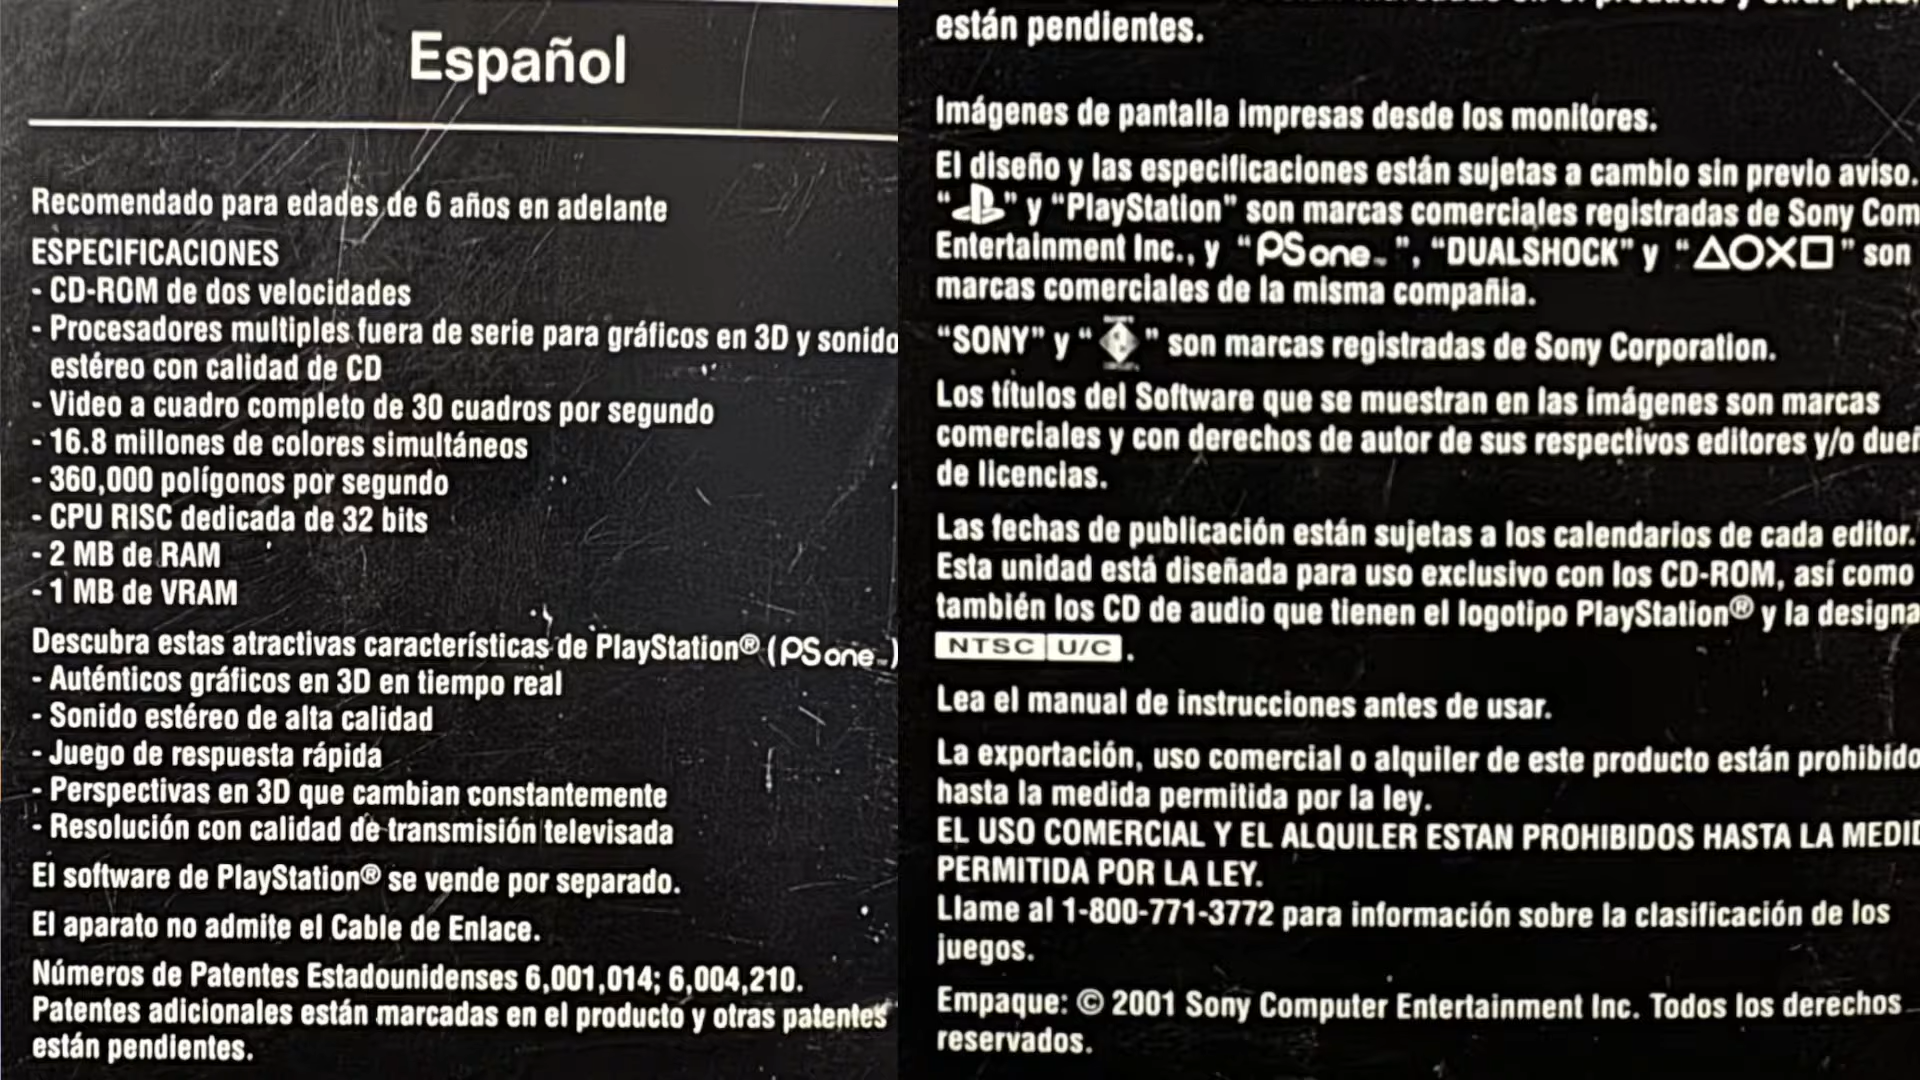 Español
Recomendado para edades de 6 años en adelante
ESPECIFICACIONES
- CD-ROM de dos velocidades
- Procesadores multiples fuera de serie para gráficos en 3D y sonido
estéreo con calidad de CD
- Video a cuadro completo de 30 cuadros por segundo
- 16.8 millones de colores simultáneos
- 360,000 polígonos por segundo
- CPU RISC dedicada de 32 bits
- 2 MB de RAM
- 1 MB de VRAM
Descubra estas atractivas características de PlayStation® (PSone™)
- Auténticos gráficos en 3D en tiempo real
- Sonido estéreo de alta calidad
- Juego de respuesta rápida
- Perspectivas en 3D que cambian constantemente
- Resolución con calidad de transmisión televisada
El software de PlayStation® se vende por separado.
El aparato no admite el Cable de Enlace.
Números de Patentes Estadounidenses 6,001,014; 6,004,210.
Patentes adicionales están marcadas en el producto y otras patentes
están pendientes.
están pendientes.
Imágenes de pantalla impresas desde los monitores.
El diseño y las especificaciones están sujetas a cambio sin previo aviso.
“ ” y “PlayStation” son marcas comerciales registradas de Sony Com
Entertainment Inc., y “PSone™”, “DUALSHOCK” y “△○✕□” son
marcas comerciales de la misma compañia.
“SONY” y “ ” son marcas registradas de Sony Corporation.
Los títulos del Software que se muestran en las imágenes son marcas
comerciales y con derechos de autor de sus respectivos editores y/o
de licencias.
Las fechas de publicación están sujetas a los calendarios de cada editor.
Esta unidad está diseñada para uso exclusivo con los CD-ROM, así como
también los CD de audio que tienen el logotipo PlayStation® y la designa
NTSC U/C .
Lea el manual de instrucciones antes de usar.
La exportación, uso comercial o alquiler de este producto están prohibido
hasta la medida permitida por la ley.
EL USO COMERCIAL Y EL ALQUILER ESTAN PROHIBIDOS HASTA LA MEDID
PERMITIDA POR LA LEY.
Llame al 1-800-771-3772 para información sobre la clasificación de los
juegos.
Empaque: © 2001 Sony Computer Entertainment Inc. Todos los derechos
reservados.